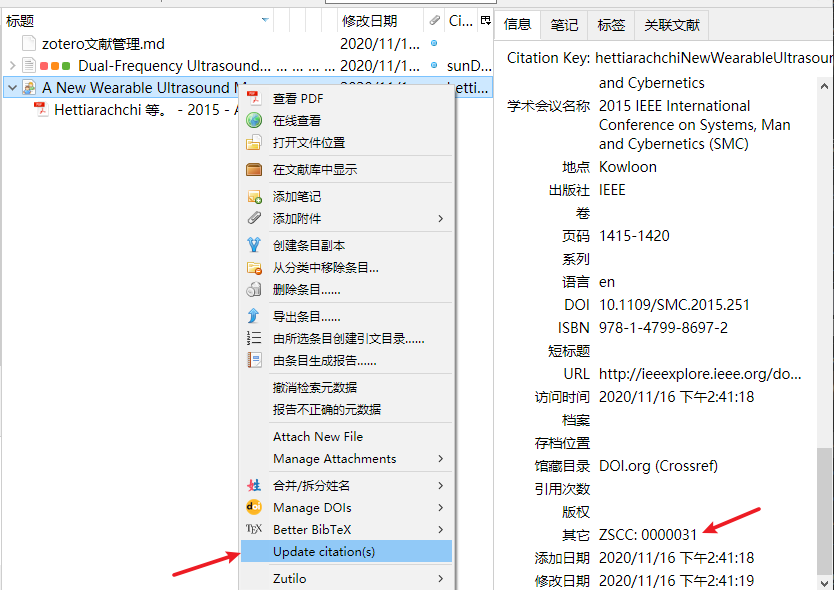 标题 修改日期 Ci...
zotero文献管理.md 2020/11/1...
Dual-Frequency Ultrasound... ... ... ... ... 2020/11/1... sunD...
A New Wearable Ultrasound M 2020/11/1... hetti...
Hettiarachchi 等。 - 2015 - A
查看 PDF
在线查看
打开文件位置
在文献库中显示
添加笔记
添加附件
创建条目副本
从分类中移除条目...
删除条目......
导出条目......
由所选条目创建引文目录......
由条目生成报告......
撤消检索元数据
报告不正确的元数据
Attach New File
Manage Attachments
合并/拆分姓名
Manage DOIs
Better BibTeX
Update citation(s)
Zutilo
信息 笔记 标签 关联文献
Citation Key: hettiarachchiNewWearableUltrasour
and Cybernetics
学术会议名称 2015 IEEE International
Conference on Systems, Man
and Cybernetics (SMC)
地点 Kowloon
出版社 IEEE
卷
页码 1415-1420
系列
语言 en
DOI 10.1109/SMC.2015.251
ISBN 978-1-4799-8697-2
短标题
URL http://ieeexplore.ieee.org/do...
访问时间 2020/11/16 下午2:41:18
档案
存档位置
馆藏目录 DOI.org (Crossref)
引用次数
版权
其它 ZSCC: 0000031
添加日期 2020/11/16 下午2:41:18
修改日期 2020/11/16 下午2:41:19